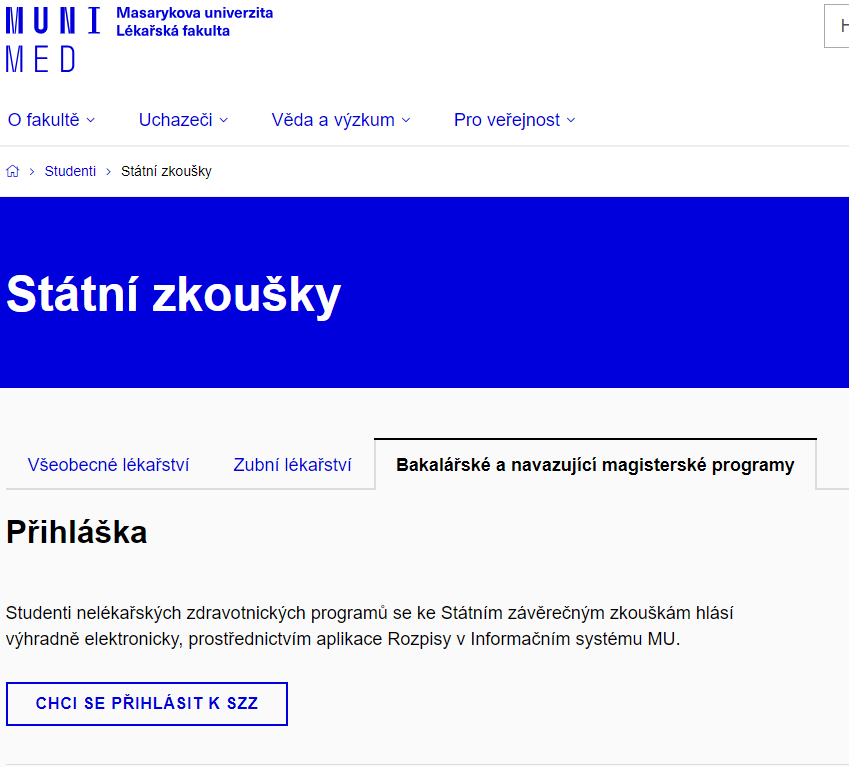 MUNI Masarykova univerzita
MED Lékařská fakulta
H
O fakultě Uchazeči Věda a výzkum Pro veřejnost
Studenti Státní zkoušky
Státní zkoušky
Všeobecné lékařství Zubní lékařství Bakalářské a navazující magisterské programy
Přihláška
Studenti nelékařských zdravotnických programů se ke Státním závěrečným zkouškám hlásí
výhradně elektronicky, prostřednictvím aplikace Rozpisy v Informačním systému MU.
CHCI SE PŘIHLÁSIT K SZZ